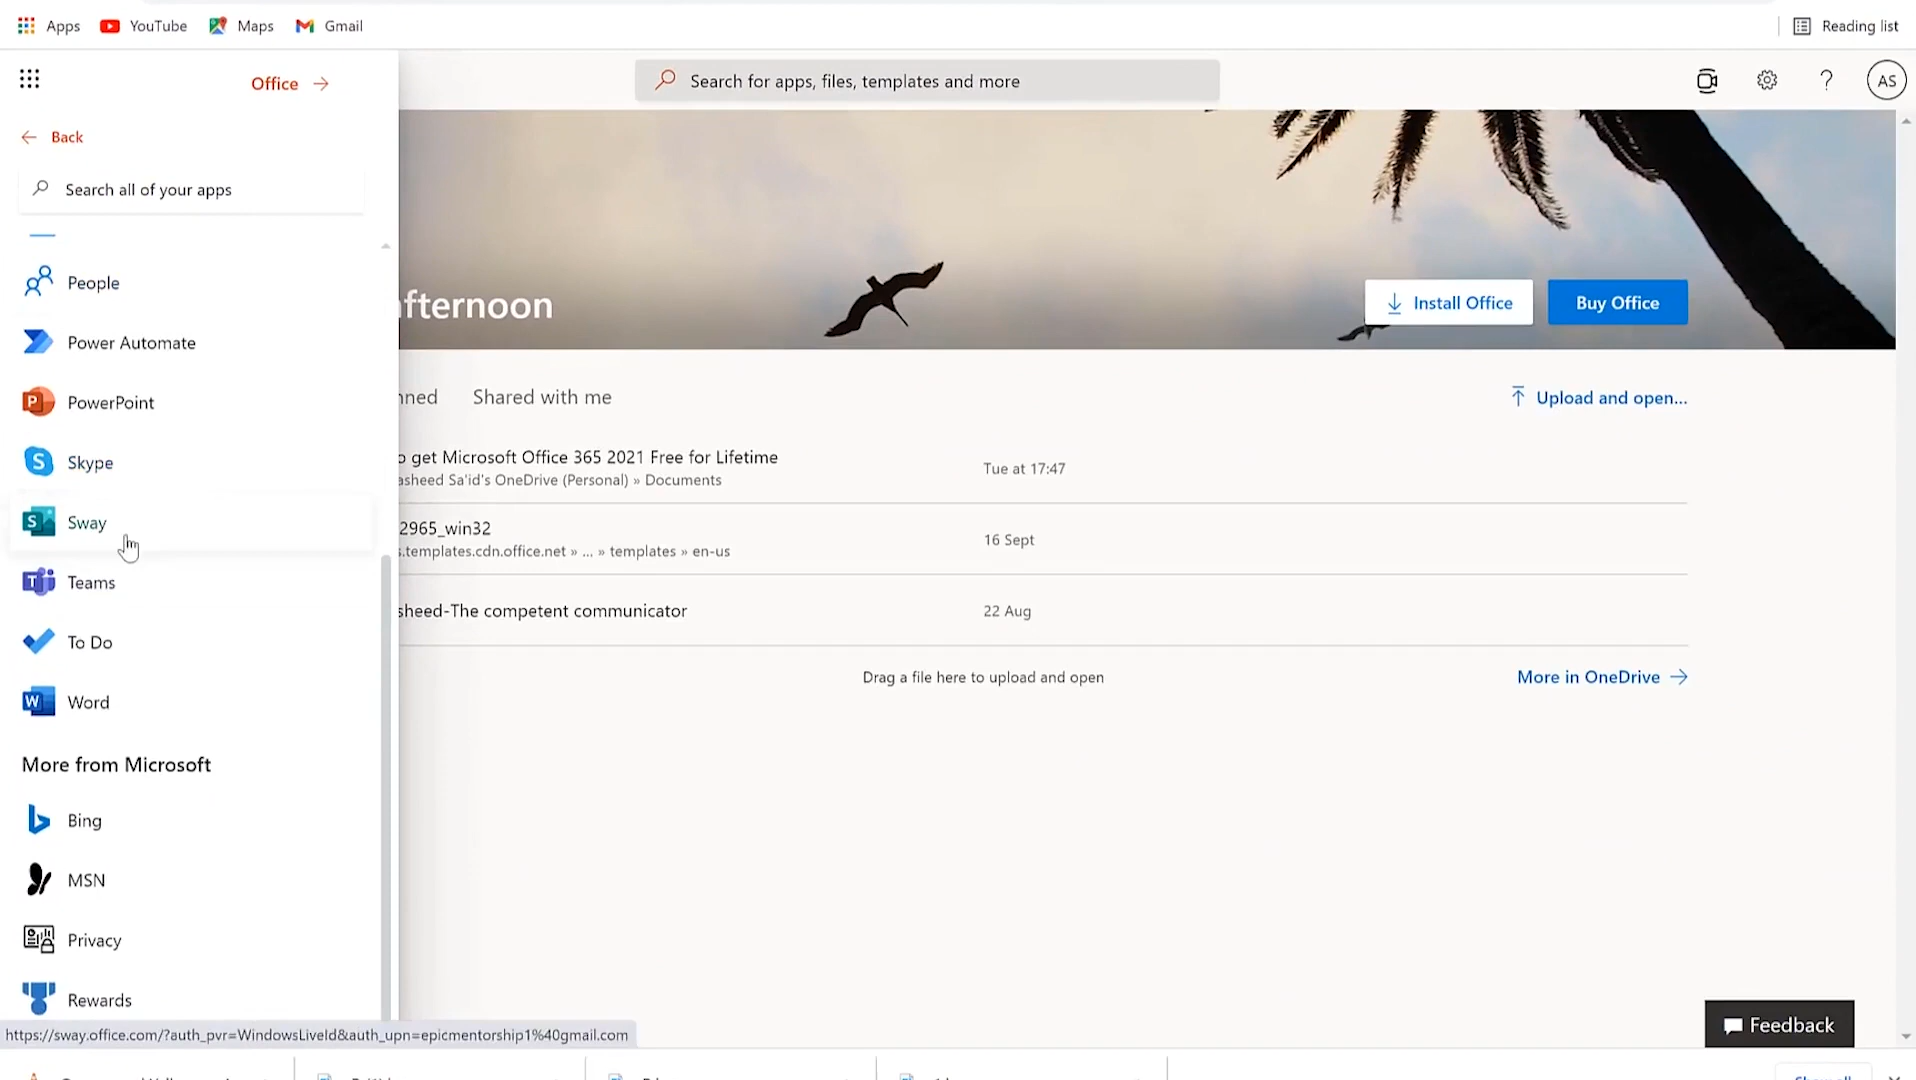 Apps YouTube Maps Gmail Reading list
Office →
Search for apps, files, templates and more
? AS
← Back
Search all of your apps
People
Power Automate
PowerPoint
Skype
Sway
Teams
To Do
Word
More from Microsoft
Bing
MSN
Privacy
Rewards
fternoon
Install Office Buy Office
nned Shared with me
Upload and open...
o get Microsoft Office 365 2021 Free for Lifetime
asheed Sa'id's OneDrive (Personal) » Documents
Tue at 17:47
2965_win32
s.templates.cdn.office.net » ... » templates » en-us
16 Sept
sheed-The competent communicator
22 Aug
Drag a file here to upload and open
More in OneDrive →
Feedback
https://sway.office.com/?auth_pvr=WindowsLiveId&auth_upn=epicmentorship1%40gmail.com